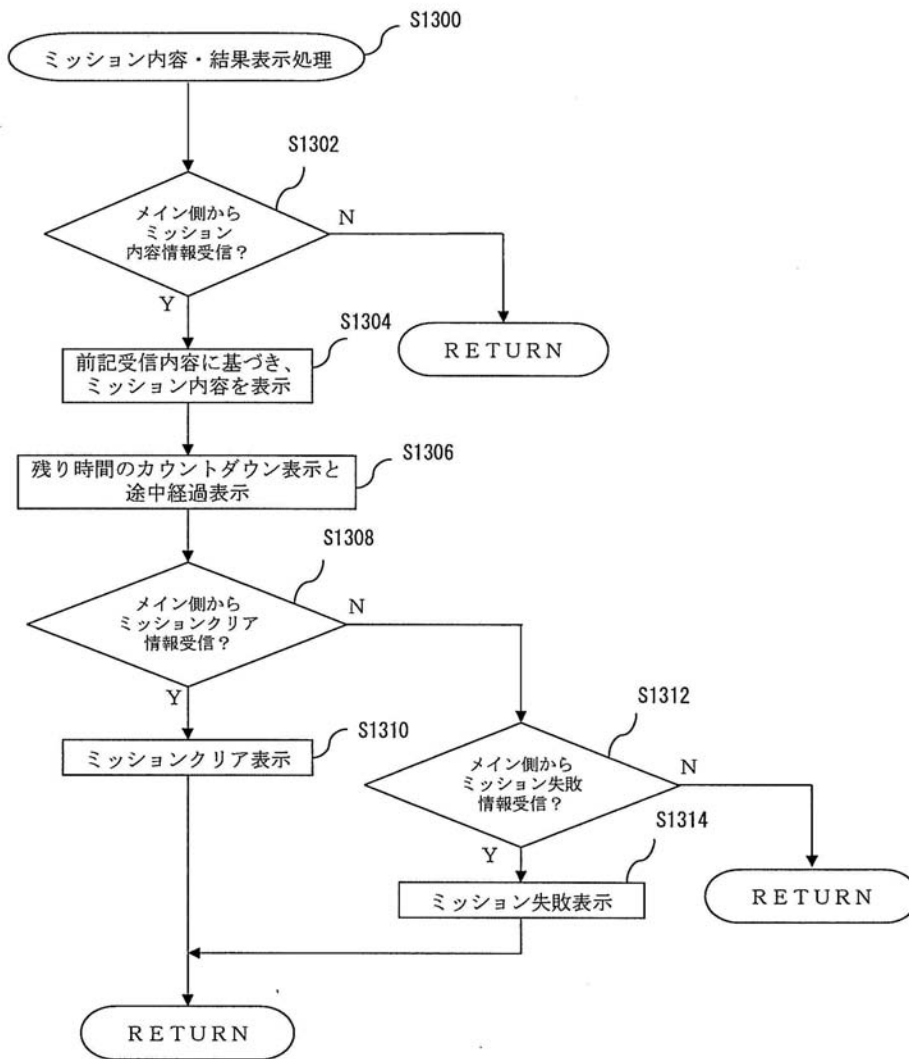 S1300
ミッション内容・結果表示処理
S1302
メイン側から
ミッション
内容情報受信？
N
Y
RETURN
S1304
前記受信内容に基づき、
ミッション内容を表示
S1306
残り時間のカウントダウン表示と
途中経過表示
S1308
メイン側から
ミッションクリア
情報受信？
N
Y
S1310
ミッションクリア表示
S1312
メイン側から
ミッション失敗
情報受信？
N
Y
RETURN
S1314
ミッション失敗表示
RETURN